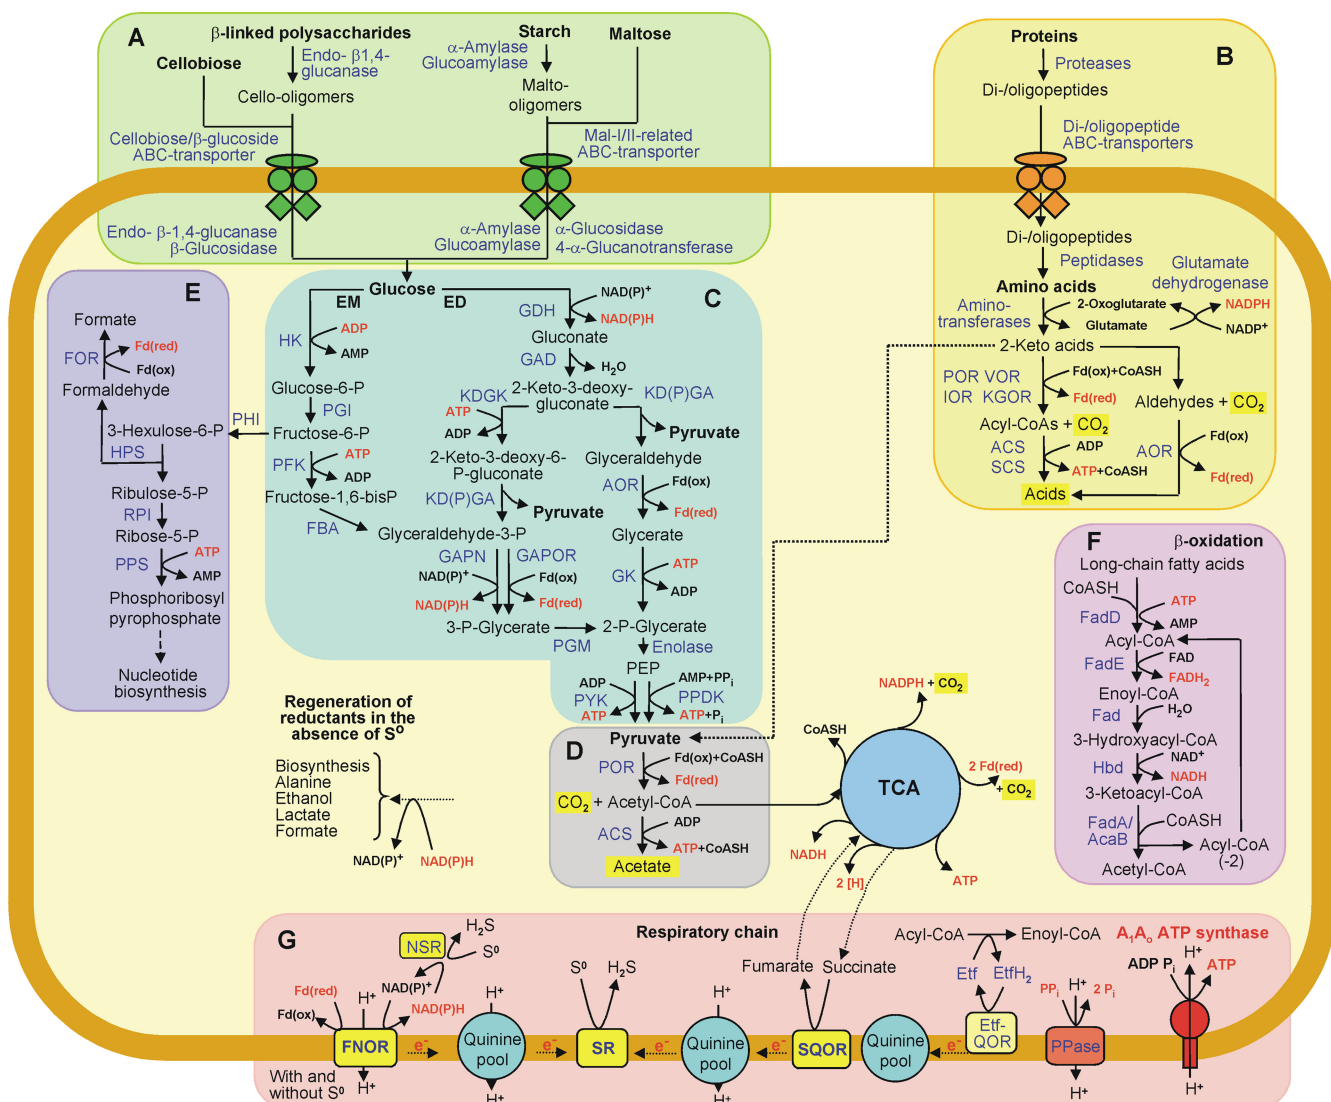 A
β-linked polysaccharides
Cellobiose
Endo- β1,4-
glucanase
Cello-oligomers
Starch
α-Amylase
Glucoamylase
Malto-
oligomers
Maltose
Cellobiose/β-glucoside
ABC-transporter
Mal-I/II-related
ABC-transporter
Endo- β-1,4-glucanase
β-Glucosidase
α-Amylase
Glucoamylase
α-Glucosidase
4-α-Glucanotransferase
B
Proteins
Proteases
Di-/oligopeptides
Di-/oligopeptide
ABC-transporters
Di-/oligopeptides
Peptidases
Amino acids
Glutamate
dehydrogenase
Amino-
transferases
2-Oxoglutarate
Glutamate
NADPH
NADP⁺
2-Keto acids
POR VOR
IOR KGOR
Fd(ox)+CoASH
Fd(red)
Acyl-CoAs + CO₂
ACS
SCS
ADP
ATP+CoASH
Acids
Aldehydes + CO₂
AOR
Fd(ox)
Fd(red)
C
Glucose
EM
ED
HK
ADP
AMP
Glucose-6-P
PGI
Fructose-6-P
PFK
ATP
ADP
Fructose-1,6-bisP
FBA
GDH
NAD(P)⁺
NAD(P)H
Gluconate
GAD
H₂O
2-Keto-3-deoxy-
gluconate
KDGK
ATP
ADP
KD(P)GA
Pyruvate
2-Keto-3-deoxy-6-
P-gluconate
KD(P)GA
Pyruvate
Glyceraldehyde
AOR
Fd(ox)
Fd(red)
Glyceraldehyde-3-P
Glycerate
GAPN
GAPOR
NAD(P)⁺
NAD(P)H
Fd(ox)
Fd(red)
GK
ATP
ADP
3-P-Glycerate
PGM
2-P-Glycerate
Enolase
PEP
ADP
PYK
ATP
AMP+PPᵢ
PPDK
ATP+Pᵢ
D
Pyruvate
POR
Fd(ox)+CoASH
Fd(red)
CO₂ + Acetyl-CoA
ACS
ADP
ATP+CoASH
Acetate
E
Formate
FOR
Fd(red)
Fd(ox)
Formaldehyde
PHI
3-Hexulose-6-P
HPS
Ribulose-5-P
RPI
Ribose-5-P
PPS
ATP
AMP
Phosphoribosyl
pyrophosphate
Nucleotide
biosynthesis
Regeneration of
reductants in the
absence of S⁰
Biosynthesis
Alanine
Ethanol
Lactate
Formate
NAD(P)⁺
NAD(P)H
TCA
CoASH
NADPH + CO₂
2 Fd(red)
+ CO₂
ATP
2 [H]
NADH
F
β-oxidation
Long-chain fatty acids
CoASH
FadD
ATP
AMP
Acyl-CoA
FadE
FAD
FADH₂
Enoyl-CoA
Fad
H₂O
3-Hydroxyacyl-CoA
Hbd
NAD⁺
NADH
3-Ketoacyl-CoA
FadA/
AcaB
CoASH
Acyl-CoA
(-2)
Acetyl-CoA
G
Respiratory chain
NSR
H₂S
S⁰
Fd(red)
Fd(ox)
H⁺
NAD(P)⁺
NAD(P)H
FNOR
H⁺
With and
without S⁰
e⁻
H⁺
Quinine
pool
H⁺
e⁻
S⁰
H₂S
SR
e⁻
H⁺
Quinine
pool
H⁺
e⁻
Fumarate
Succinate
SQOR
Quinine
pool
e⁻
Acyl-CoA
Enoyl-CoA
Etf
EtfH₂
Etf-
QOR
PPᵢ
H⁺
2 Pᵢ
PPase
H⁺
A₁Aₒ ATP synthase
H⁺
ADP Pᵢ
ATP
H⁺